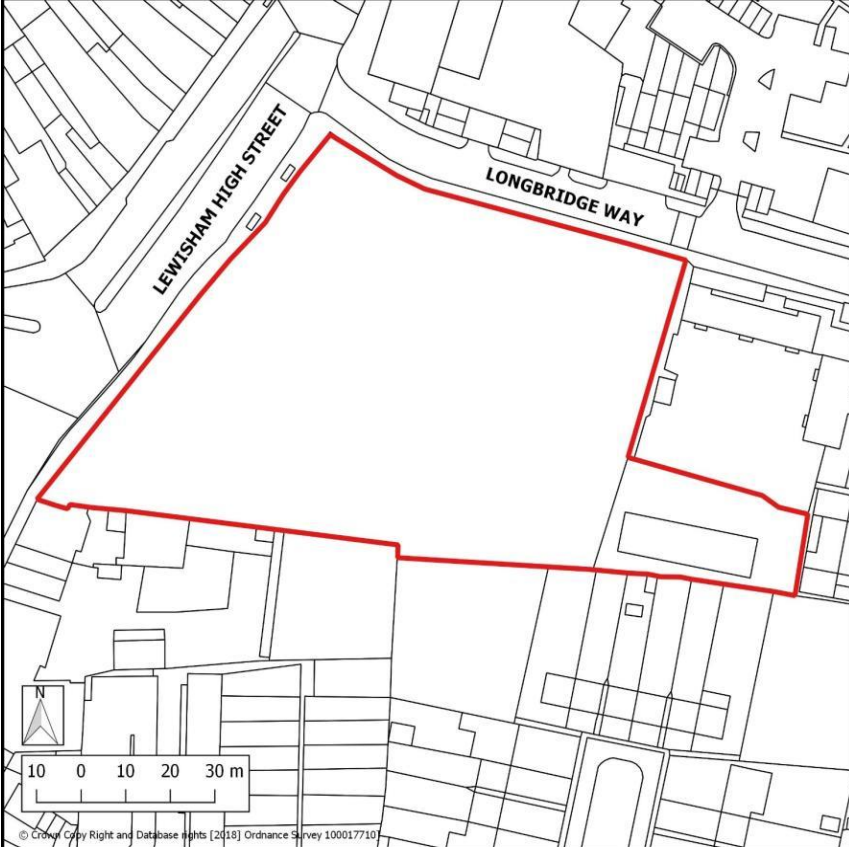 LEWISHAM HIGH STREET
LONGBRIDGE WAY
N
10 0 10 20 30 m
© Crown Copy Right and Database rights [2018] Ordnance Survey 100017710